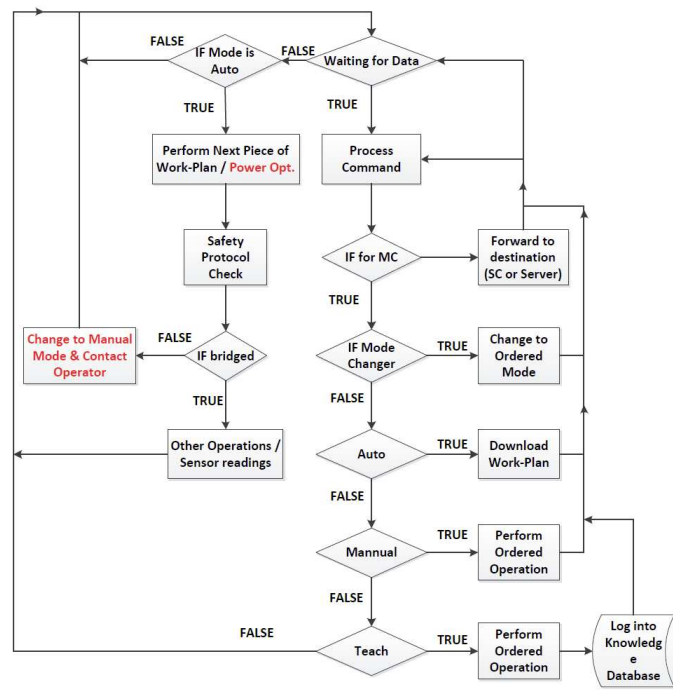 FALSE
IF Mode is
Auto
FALSE
Waiting for Data
TRUE
TRUE
Perform Next Piece of
Work-Plan / Power Opt.
Process
Command
Safety
Protocol
Check
IF for MC
Forward to
destination
(SC or Server)
TRUE
Change to Manual
Mode & Contact
Operator
FALSE
IF bridged
IF Mode
Changer
TRUE
Change to
Ordered
Mode
TRUE
FALSE
Other Operations /
Sensor readings
Auto
TRUE
Download
Work-Plan
FALSE
Mannual
TRUE
Perform
Ordered
Operation
FALSE
FALSE
Teach
TRUE
Perform
Ordered
Operation
Log into
Knowledg
e
Database